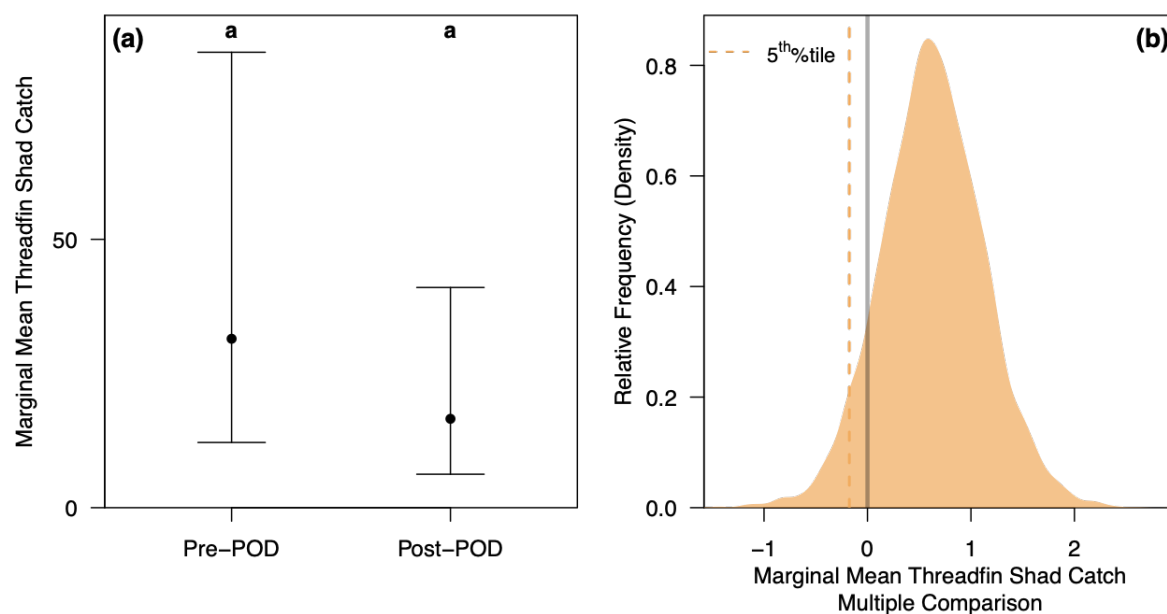 (a)
a
a
Marginal Mean Threadfin Shad Catch
50
0
Pre−POD
Post−POD
(b)
5th%tile
Relative Frequency (Density)
0.8
0.6
0.4
0.2
0.0
−1
0
1
2
Marginal Mean Threadfin Shad Catch
Multiple Comparison